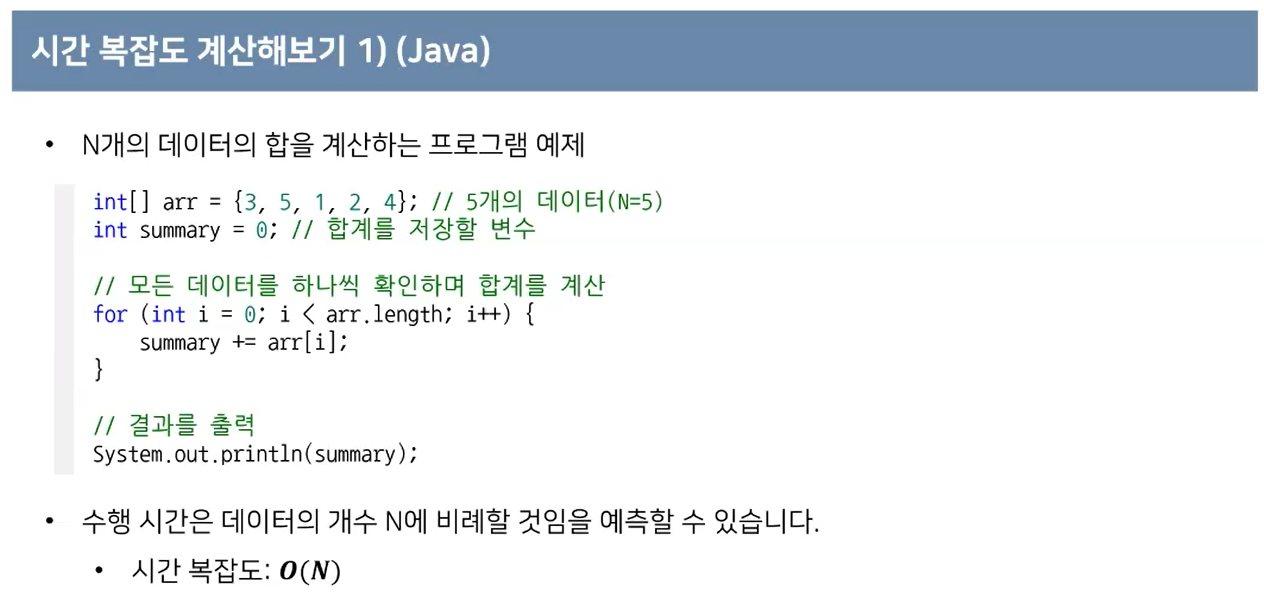 시간 복잡도 계산해보기 1) (Java)
• N개의 데이터의 합을 계산하는 프로그램 예제
int[] arr = {3, 5, 1, 2, 4}; // 5개의 데이터(N=5)
int summary = 0; // 합계를 저장할 변수
// 모든 데이터를 하나씩 확인하며 합계를 계산
for (int i = 0; i < arr.length; i++) {
    summary += arr[i];
}
// 결과를 출력
System.out.println(summary);
• 수행 시간은 데이터의 개수 N에 비례할 것임을 예측할 수 있습니다.
• 시간 복잡도: O(N)